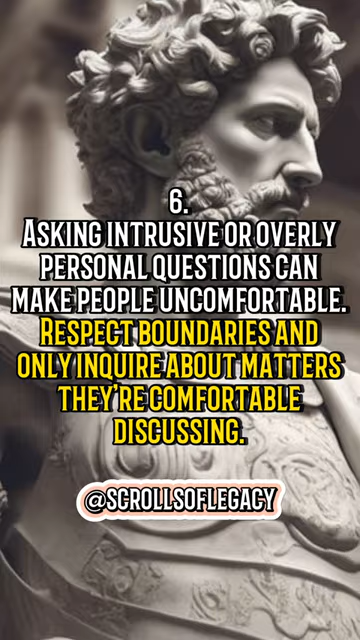 6.
ASKING INTRUSIVE OR OVERLY
PERSONAL QUESTIONS CAN
MAKE PEOPLE UNCOMFORTABLE.
RESPECT BOUNDARIES AND
ONLY INQUIRE ABOUT MATTERS
THEY'RE COMFORTABLE
DISCUSSING.
@SCROLLSOFLEGACY